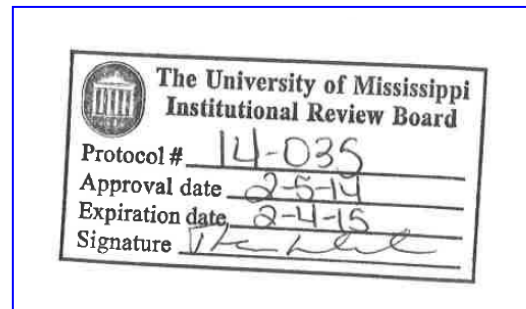 The University of Mississippi
Institutional Review Board
Protocol # 14-035
Approval date 2-5-14
Expiration date 2-4-15
Signature